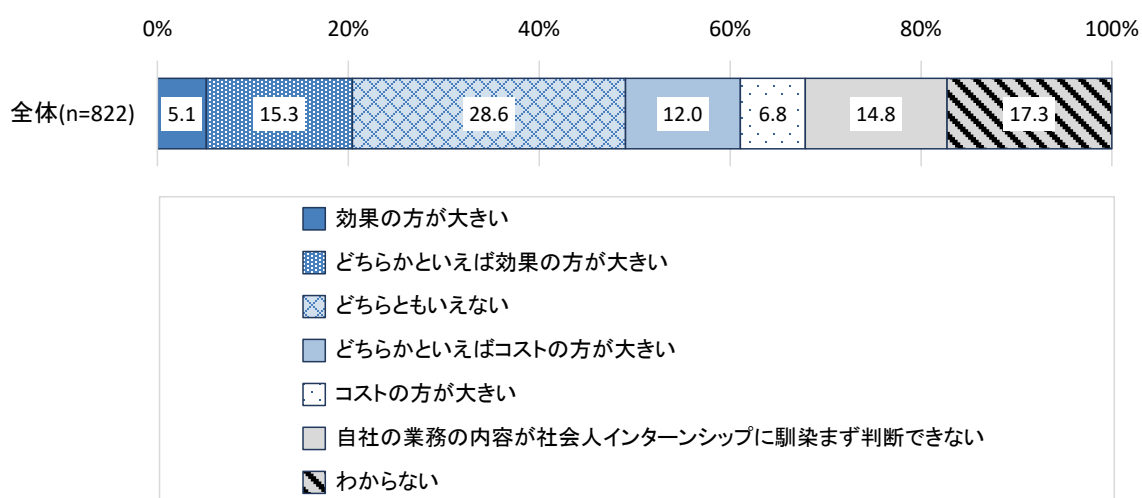 0% 20% 40% 60% 80% 100%
全体(n=822) 5.1 15.3 28.6 12.0 6.8 14.8 17.3
効果の方が大きい
どちらかといえば効果の方が大きい
どちらともいえない
どちらかといえばコストの方が大きい
コストの方が大きい
自社の業務の内容が社会人インターンシップに馴染まず判断できない
わからない